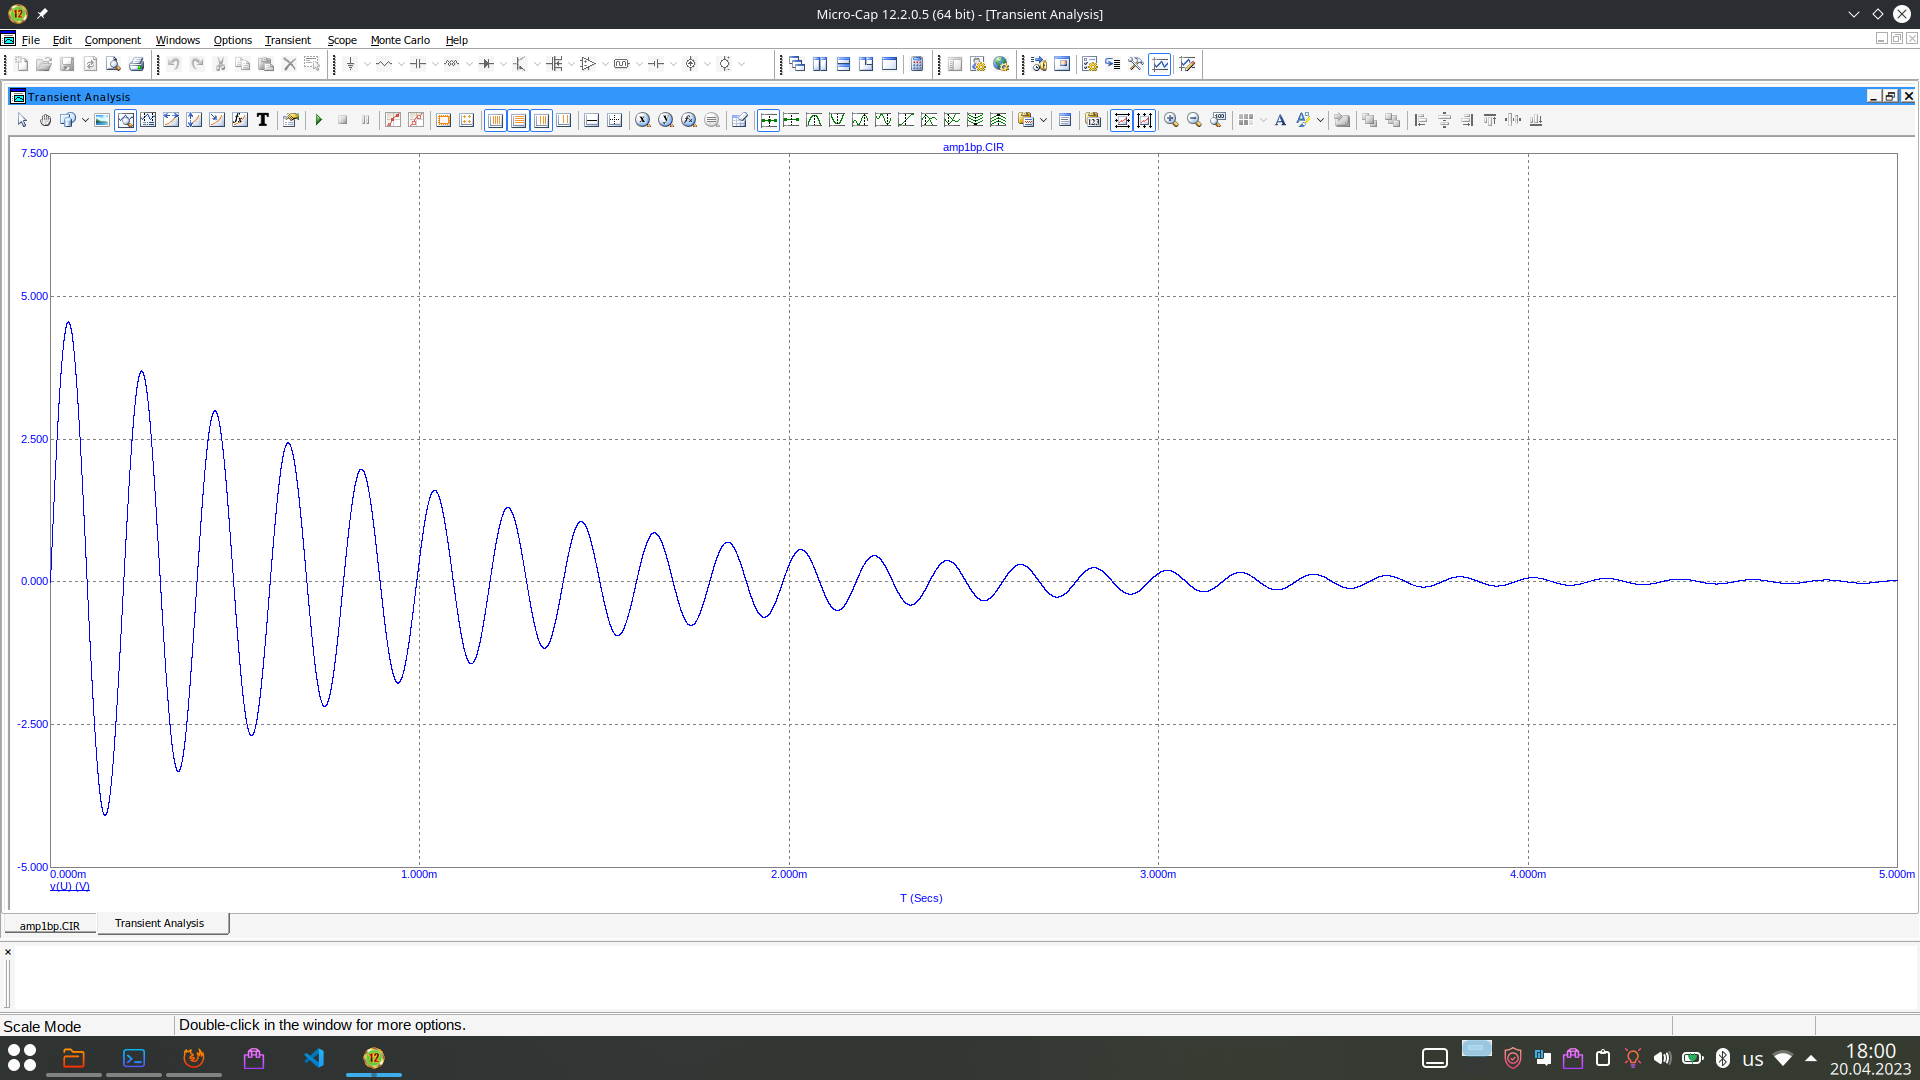 Micro-Cap 12.2.0.5 (64 bit) - [Transient Analysis]
File Edit Component Windows Options Transient Scope Monte Carlo Help
Transient Analysis
amp1bp.CIR
7.500
5.000
2.500
0.000
-2.500
-5.000
0.000m 1.000m 2.000m 3.000m 4.000m 5.000m
v(U) (V)
T (Secs)
amp1bp.CIR Transient Analysis
Scale Mode Double-click in the window for more options.
us
18:00
20.04.2023